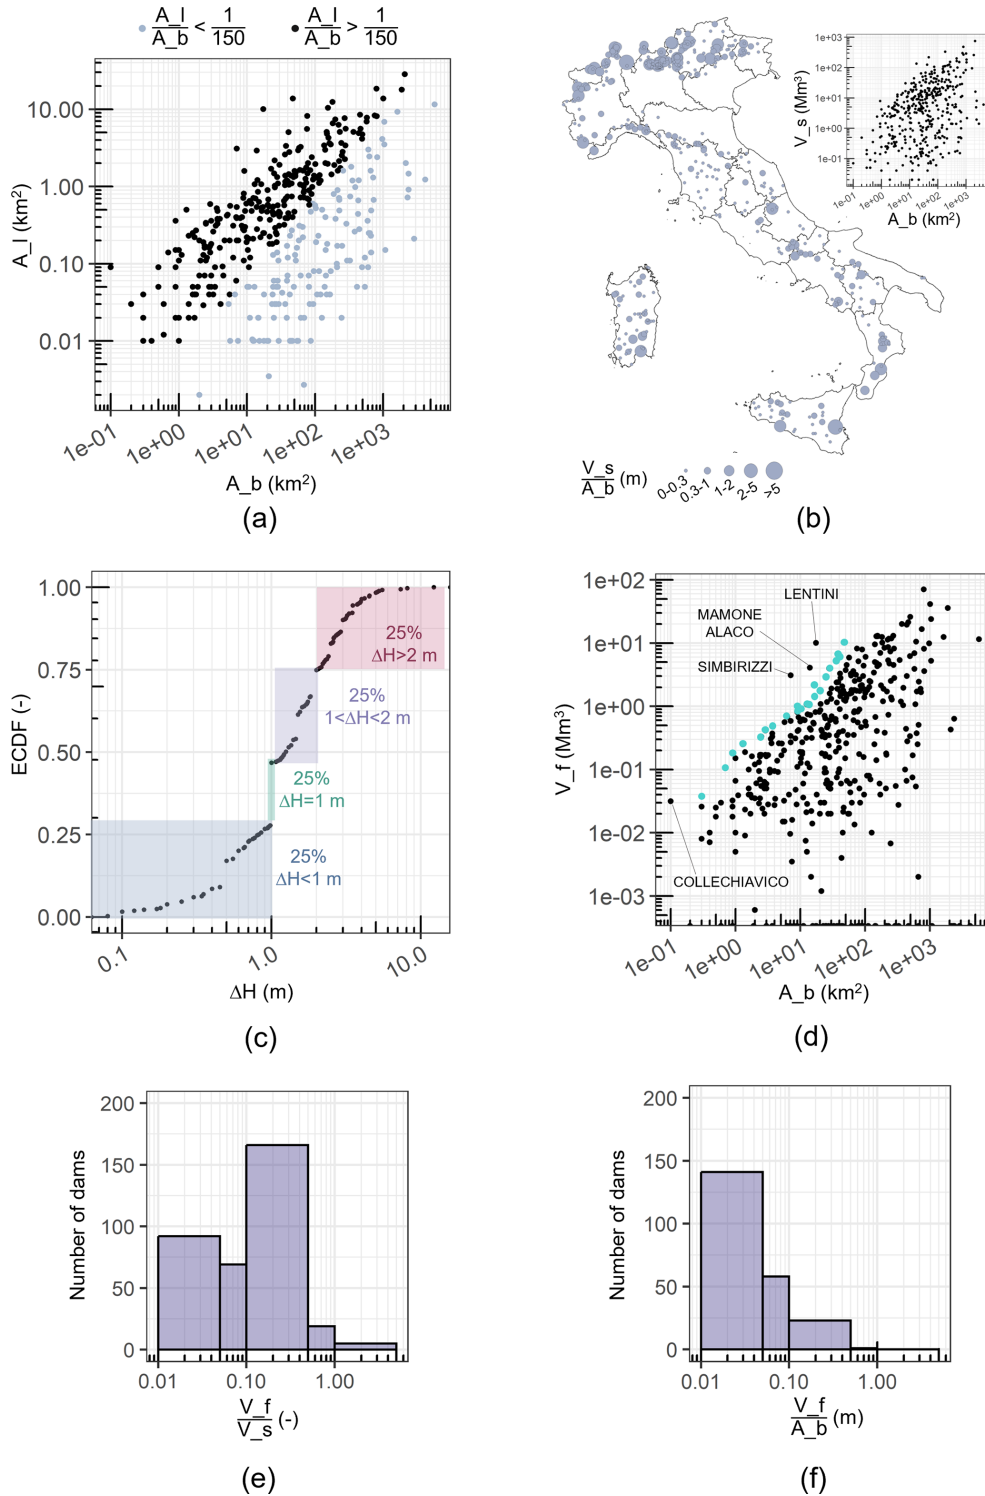 A_l/A_b < 1/150
A_l/A_b > 1/150
10.00
1.00
0.10
0.01
A_l (km²)
1e-01 1e+00 1e+01 1e+02 1e+03
A_b (km²)
(a)
1e+03
1e+02
1e+01
1e+00
1e-01
V_s (Mm³)
1e-01 1e+00 1e+01 1e+02 1e+03
A_b (km²)
V_s/A_b (m)
0-0.3 0.3-1 1-2 2-5 >5
(b)
1.00
0.75
0.50
0.25
0.00
ECDF (-)
25%
ΔH>2 m
25%
1<ΔH<2 m
25%
ΔH=1 m
25%
ΔH<1 m
0.1 1.0 10.0
ΔH (m)
(c)
1e+02
1e+01
1e+00
1e-01
1e-02
1e-03
V_f (Mm³)
LENTINI
MAMONE
ALACO
SIMBIRIZZI
COLLECHIAVICO
1e-01 1e+00 1e+01 1e+02 1e+03
A_b (km²)
(d)
200
150
100
50
0
Number of dams
0.01 0.10 1.00
V_f/V_s (-)
(e)
200
150
100
50
0
Number of dams
0.01 0.10 1.00
V_f/A_b (m)
(f)